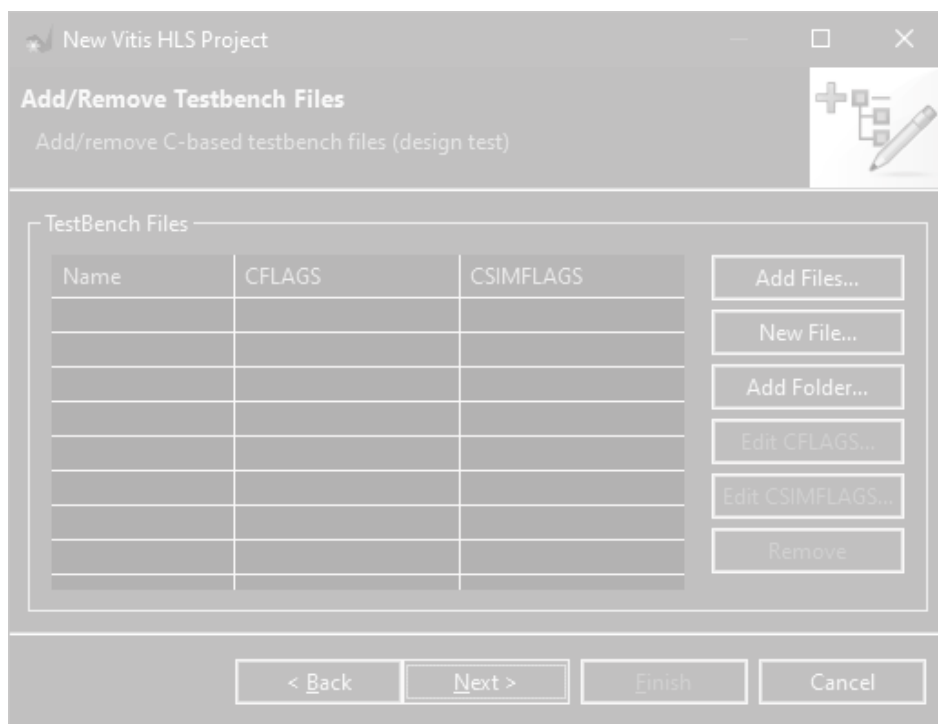 New Vitis HLS Project
Add/Remove Testbench Files
Add/remove C-based testbench files (design test)
TestBench Files
Name CFLAGS CSIMFLAGS
Add Files...
New File...
Add Folder...
Edit CFLAGS...
Edit CSIMFLAGS...
Remove
< Back Next > Finish Cancel